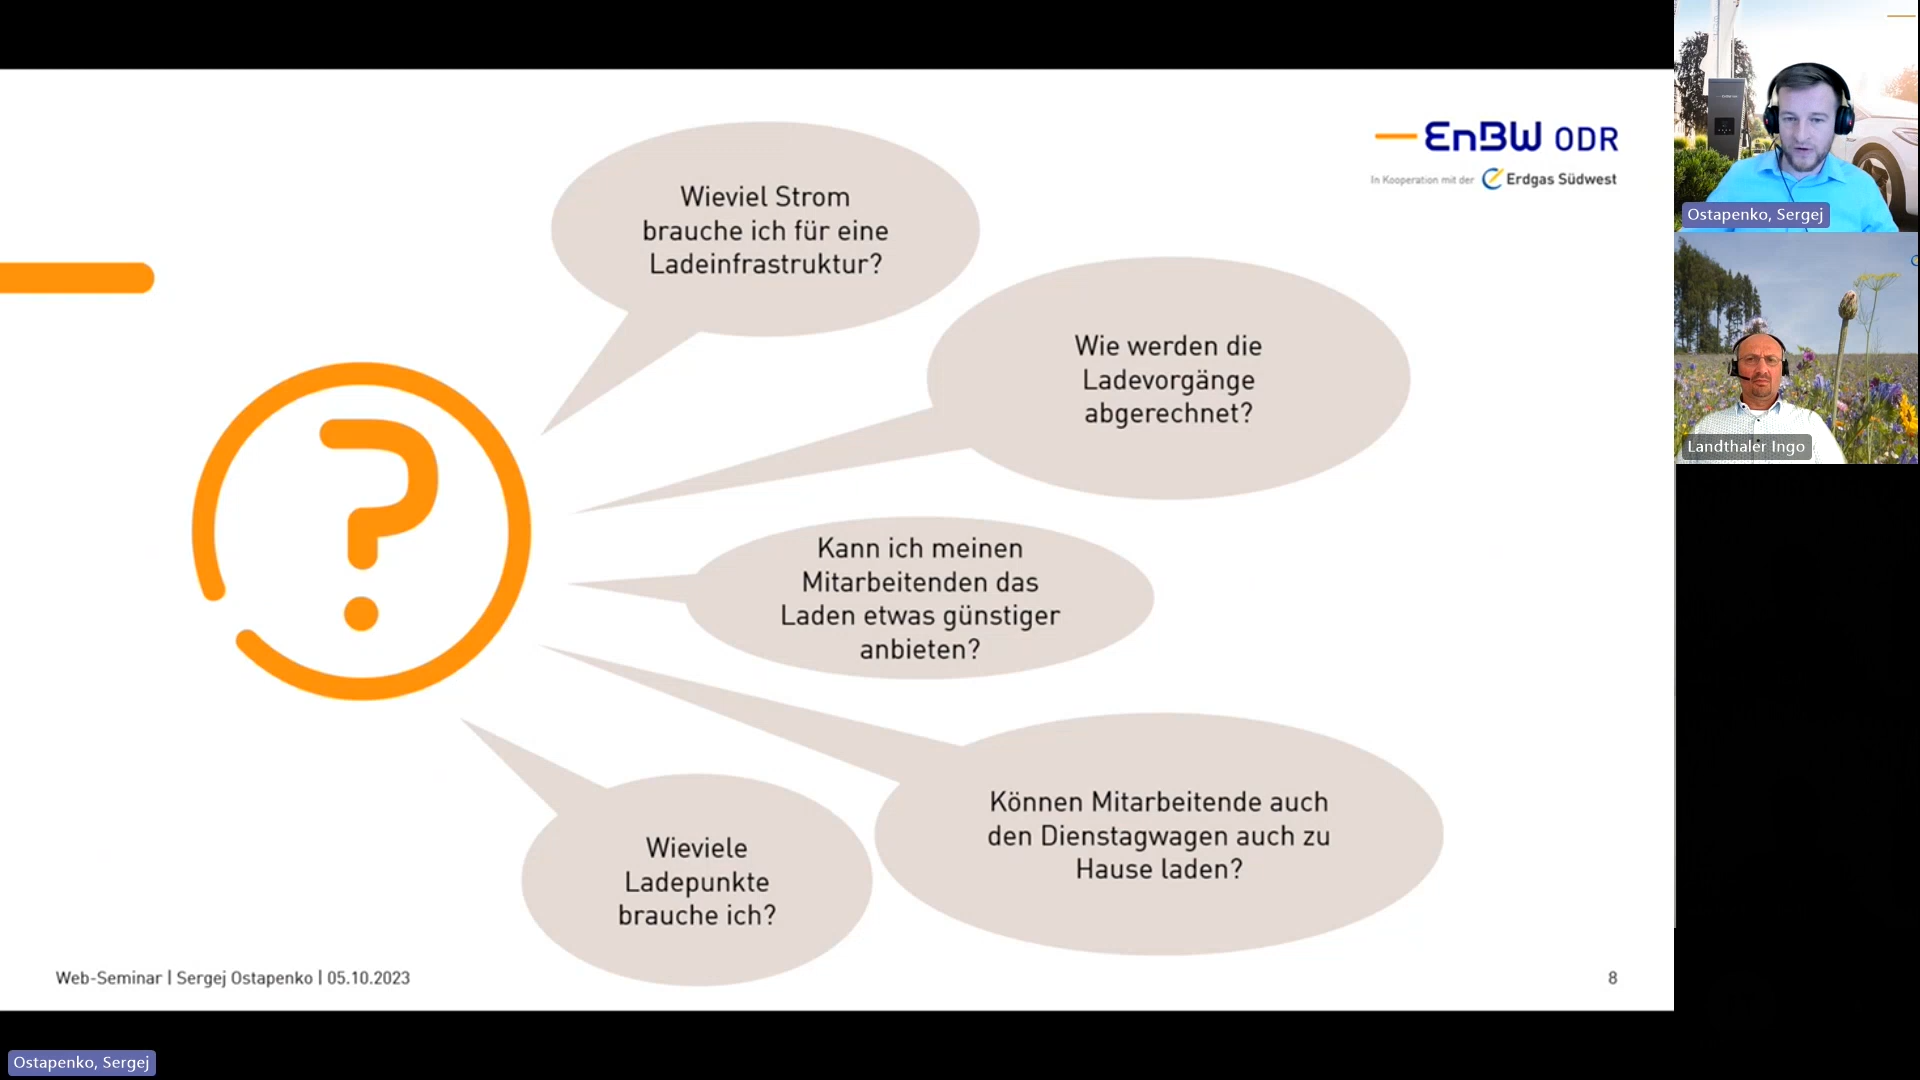 EnBW ODR
In Kooperation mit der Erdgas Südwest
Wieviel Strom
brauche ich für eine
Ladeinfrastruktur?
Wie werden die
Ladevorgänge
abgerechnet?
?
Kann ich meinen
Mitarbeitenden das
Laden etwas günstiger
anbieten?
Können Mitarbeitende auch
den Dienstagwagen auch zu
Hause laden?
Wieviele
Ladepunkte
brauche ich?
Web-Seminar | Sergej Ostapenko | 05.10.2023
8
Ostapenko, Sergej
Landthaler Ingo
Ostapenko, Sergej